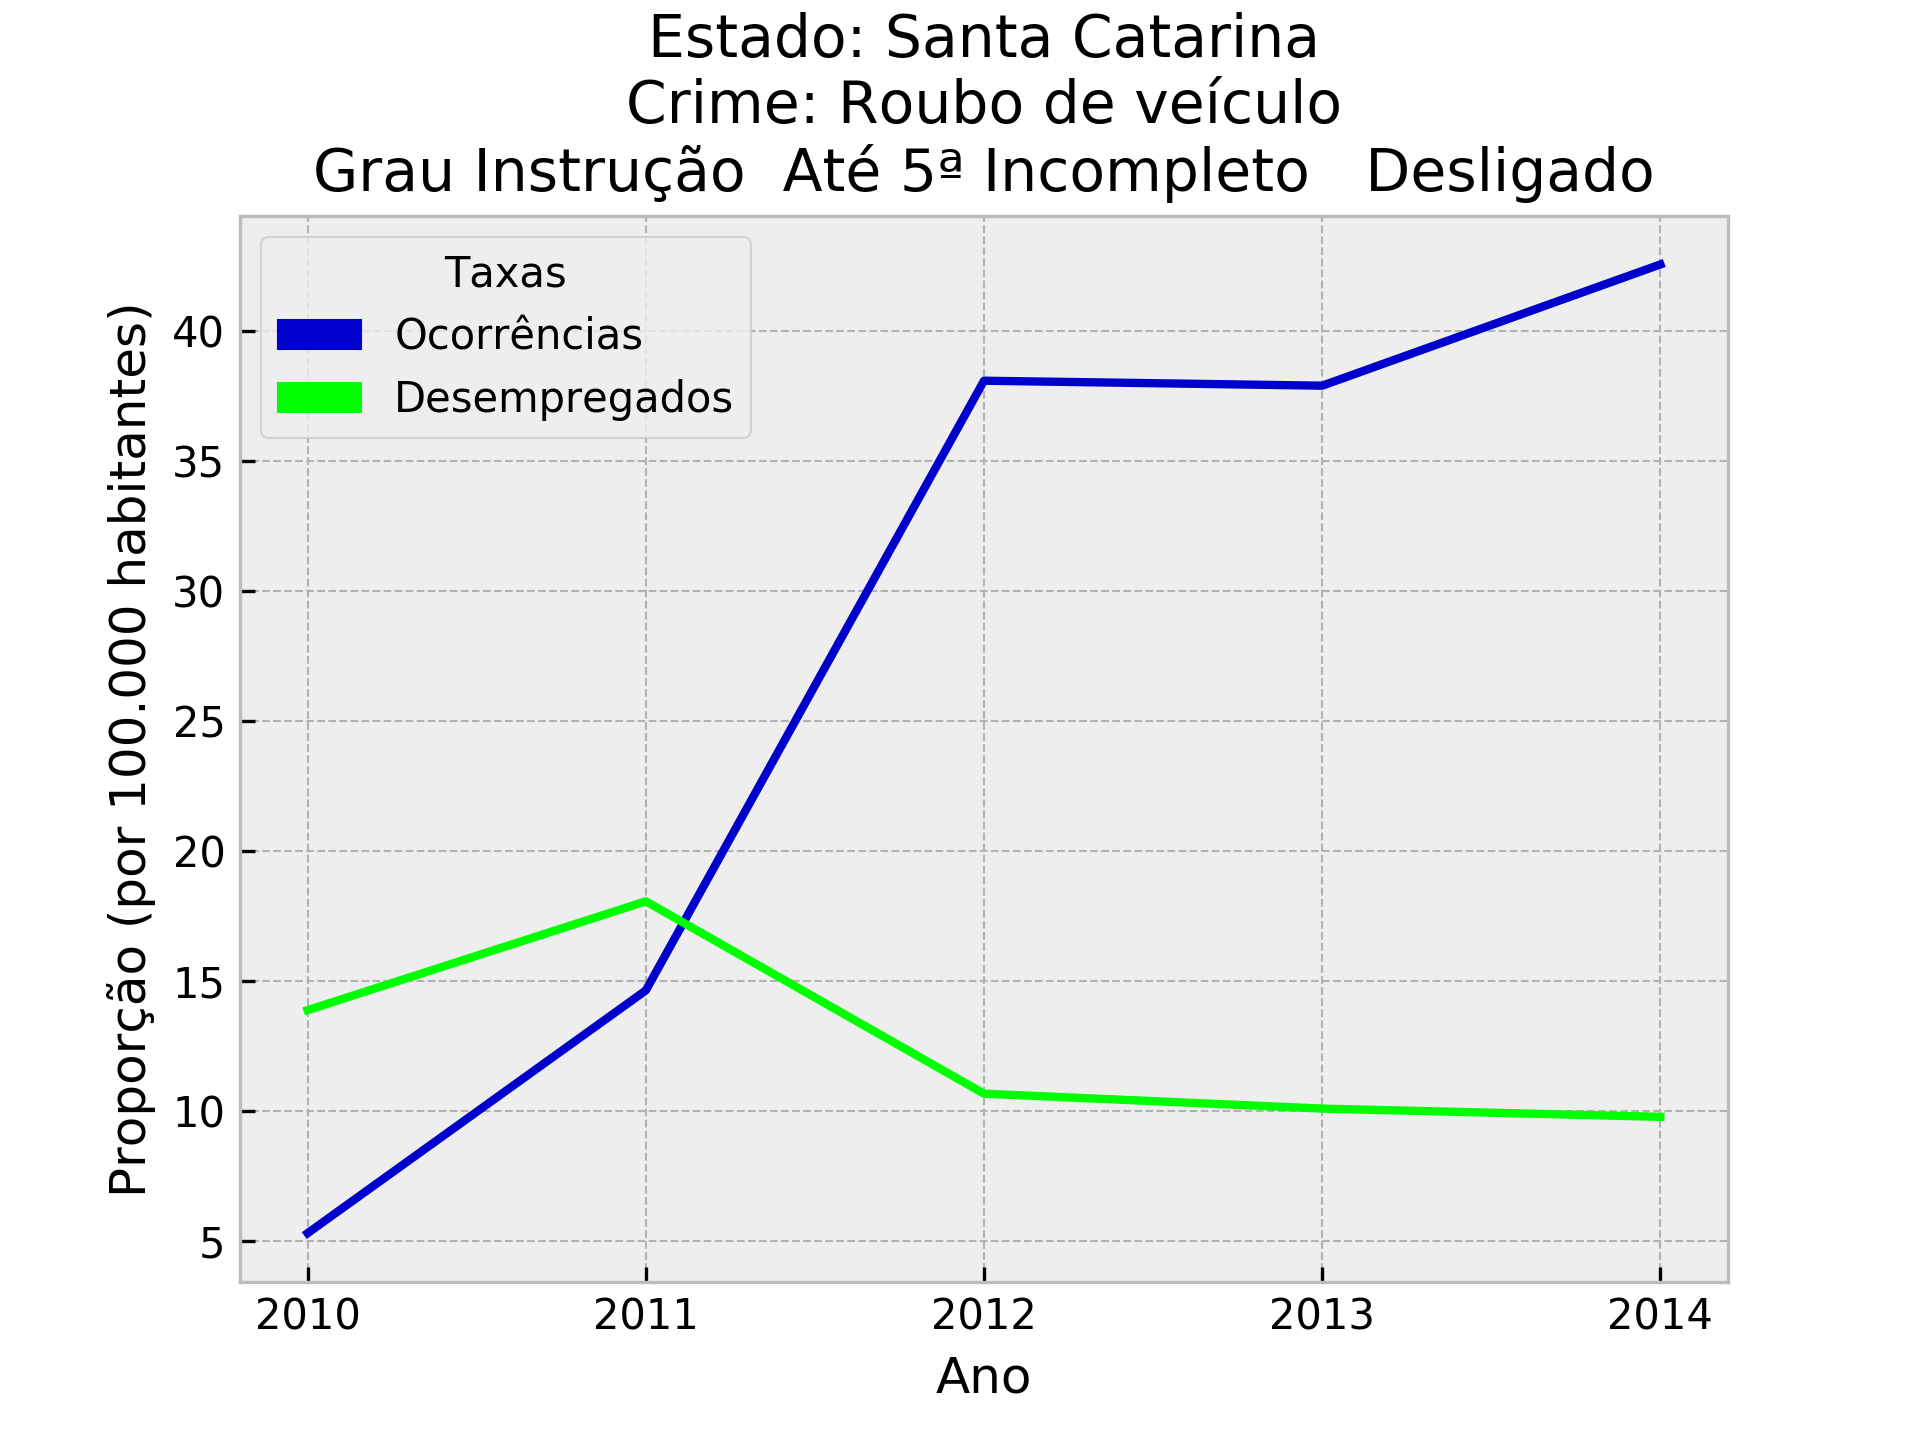 Estado: Santa Catarina
Crime: Roubo de veículo
Grau Instrução  Até 5ª Incompleto   Desligado
Taxas
Ocorrências
Desempregados
Proporção (por 100.000 habitantes)
40
35
30
25
20
15
10
5
2010 2011 2012 2013 2014
Ano